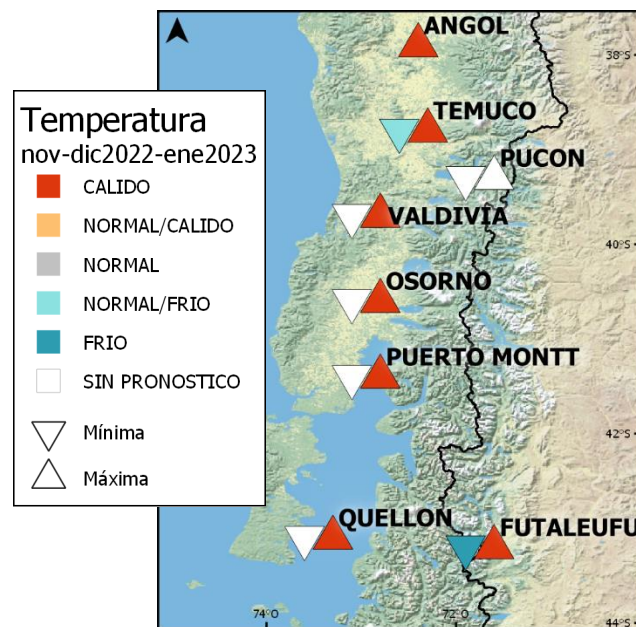 ANGOL
38°S
TEMUCO
PUCON
VALDIVIA
40°S
OSORNO
PUERTO MONTT
42°S
QUELLON
FUTALEUFU
74°O
72°O
44°S
Temperatura
nov-dic2022-ene2023
CALIDO
NORMAL/CALIDO
NORMAL
NORMAL/FRIO
FRIO
SIN PRONOSTICO
Mínima
Máxima